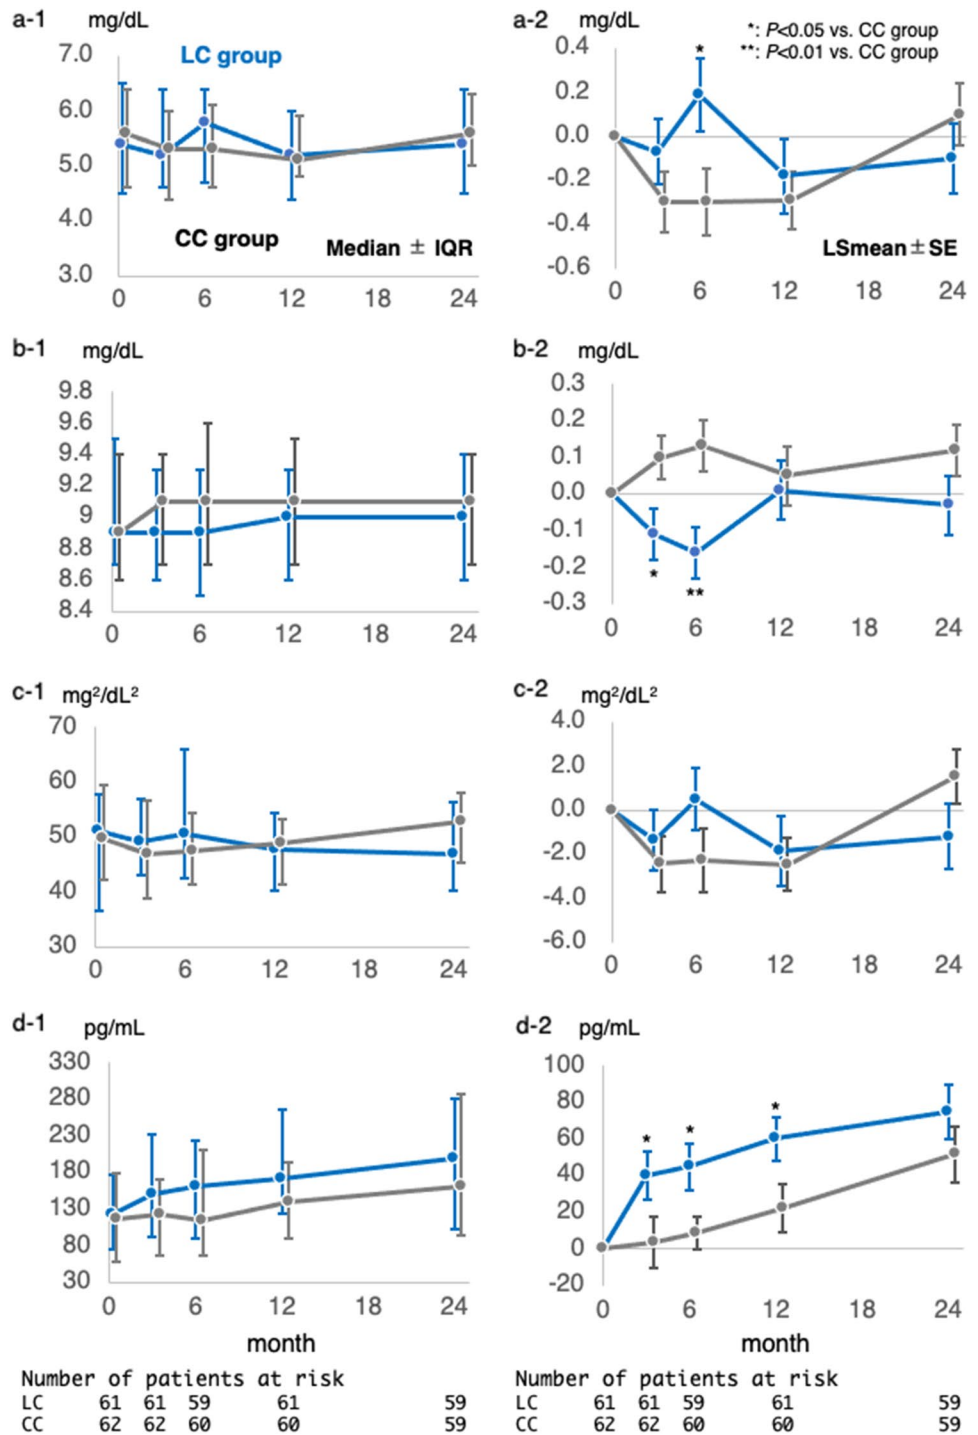 a-1 mg/dL
7.0
6.0
5.0
4.0
3.0
LC group
CC group
Median ± IQR
0 6 12 18 24
a-2 mg/dL
*: P<0.05 vs. CC group
**: P<0.01 vs. CC group
0.4
0.2
0.0
-0.2
-0.4
-0.6
*
LSmean±SE
0 6 12 18 24
b-1 mg/dL
9.8
9.6
9.4
9.2
9
8.8
8.6
8.4
0 6 12 18 24
b-2 mg/dL
0.3
0.2
0.1
0.0
-0.1
-0.2
-0.3
*
**
0 6 12 18 24
c-1 mg²/dL²
70
60
50
40
30
0 6 12 18 24
c-2 mg²/dL²
4.0
2.0
0.0
-2.0
-4.0
-6.0
0 6 12 18 24
d-1 pg/mL
330
280
230
180
130
80
30
0 6 12 18 24
month
d-2 pg/mL
100
80
60
40
20
0
-20
* * *
0 6 12 18 24
month
Number of patients at risk
LC 61 61 59 61 59
CC 62 62 60 60 59
Number of patients at risk
LC 61 61 59 61 59
CC 62 62 60 60 59